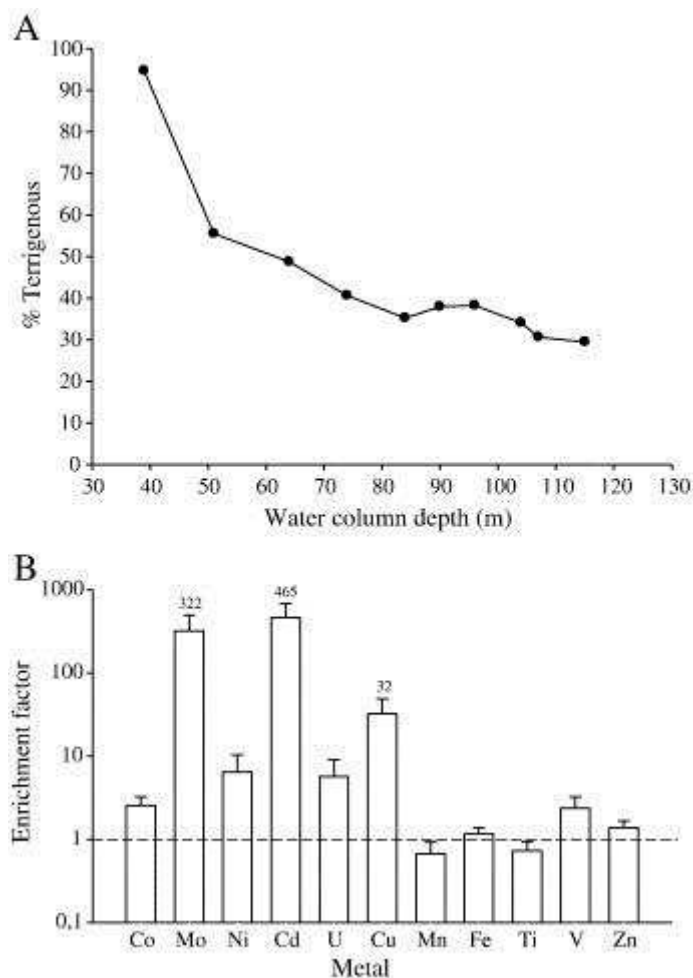 A
100
90
80
70
60
50
40
30
20
10
0
% Terrigenous
30 40 50 60 70 80 90 100 110 120 130
Water column depth (m)
B
1000
100
10
1
0.1
Enrichment factor
322 465 32
Co Mo Ni Cd U Cu Mn Fe Ti V Zn
Metal